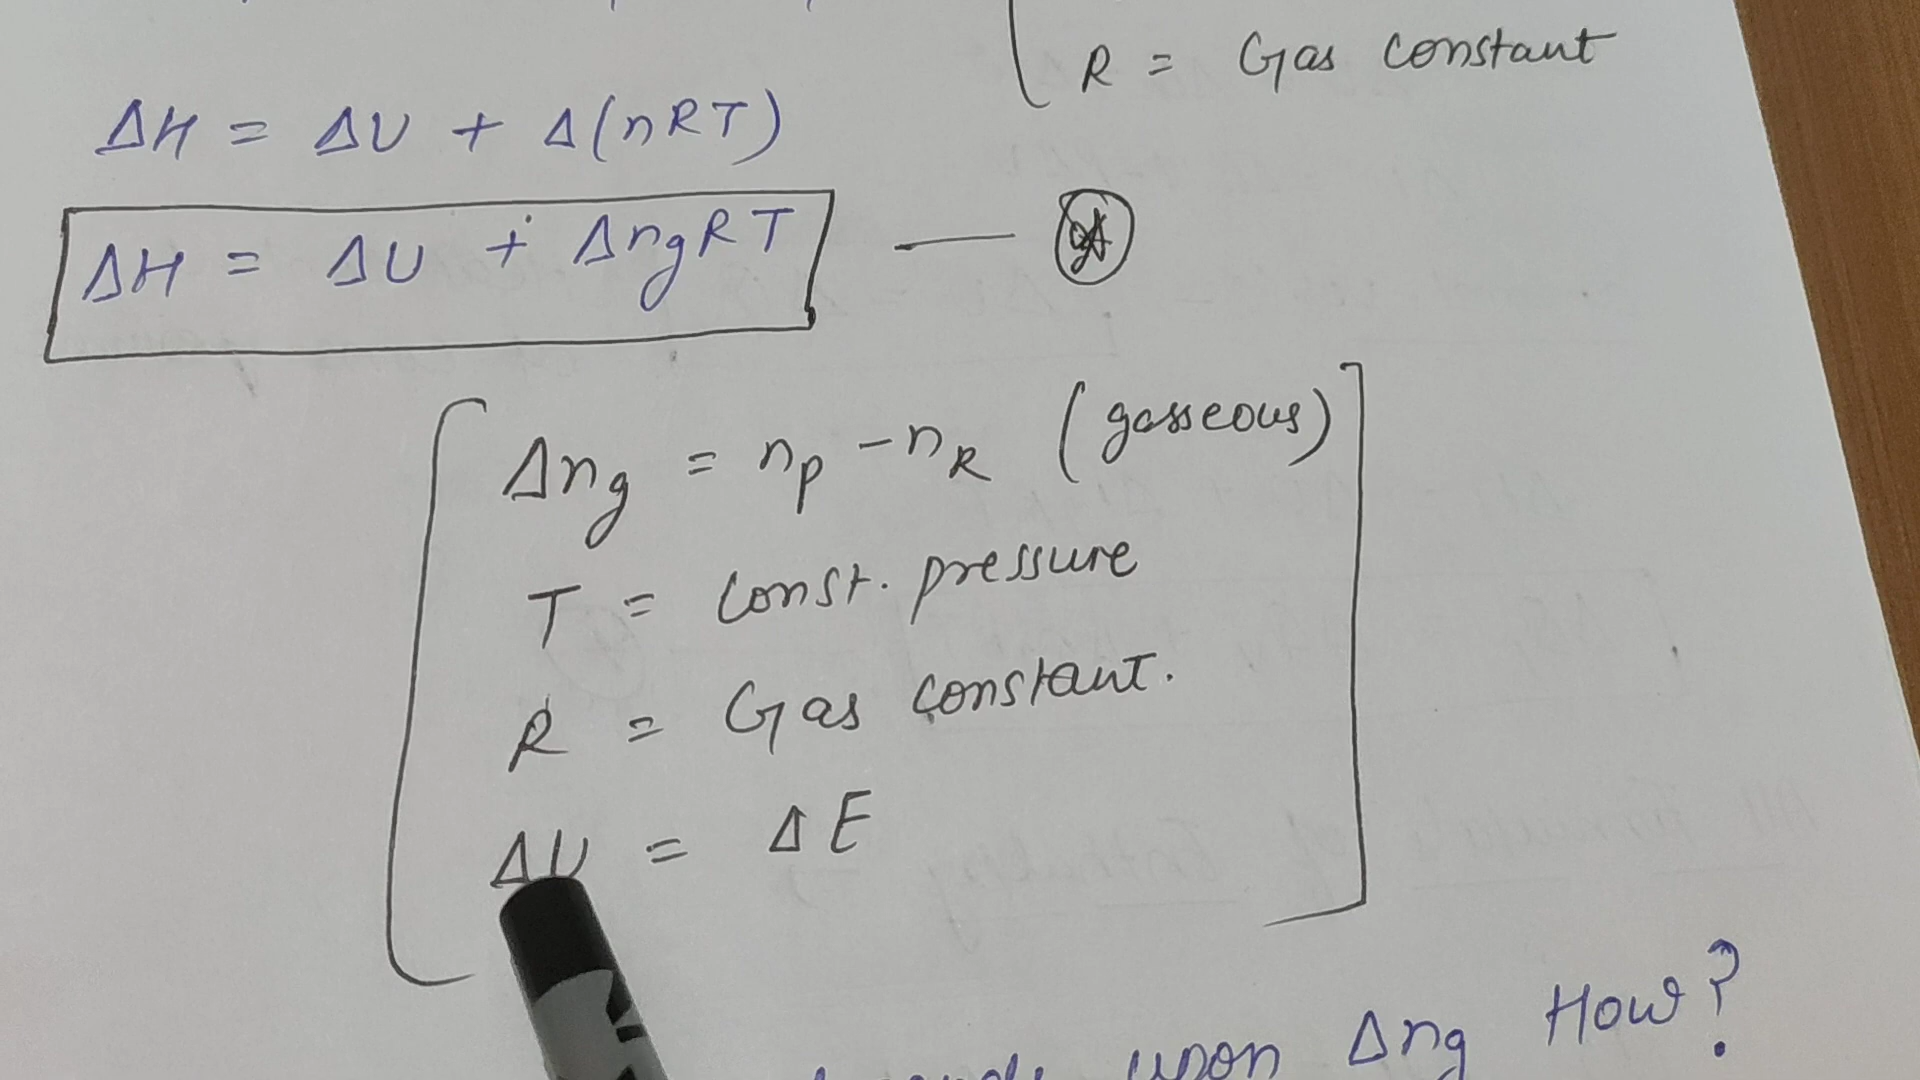 R = Gas constant
ΔH = ΔU + Δ(nRT)
ΔH = ΔU + ΔngRT
Δng = nP - nR (gasseous)
T = Const. pressure
R = Gas constant.
ΔU = ΔE
upon Δng How?